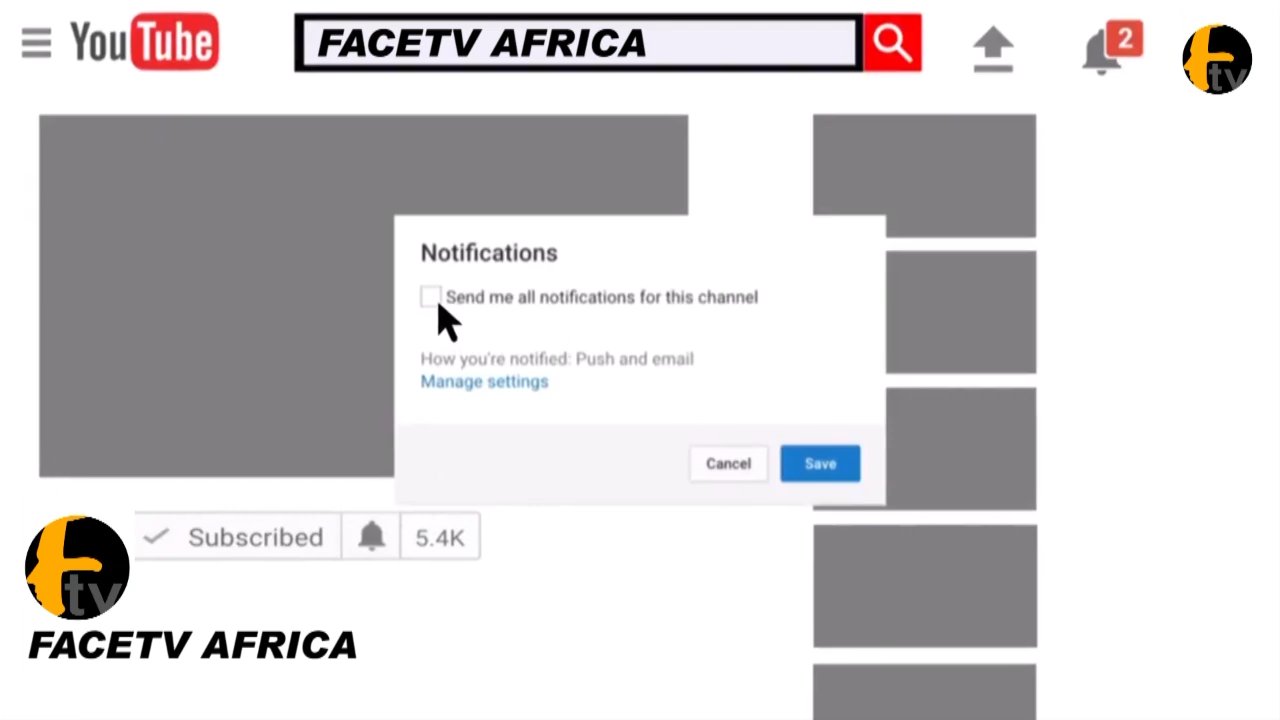 YouTube
FACETV AFRICA
2
tv
Notifications
Send me all notifications for this channel
How you're notified: Push and email
Manage settings
Cancel
Save
Subscribed
5.4K
tv
FACETV AFRICA